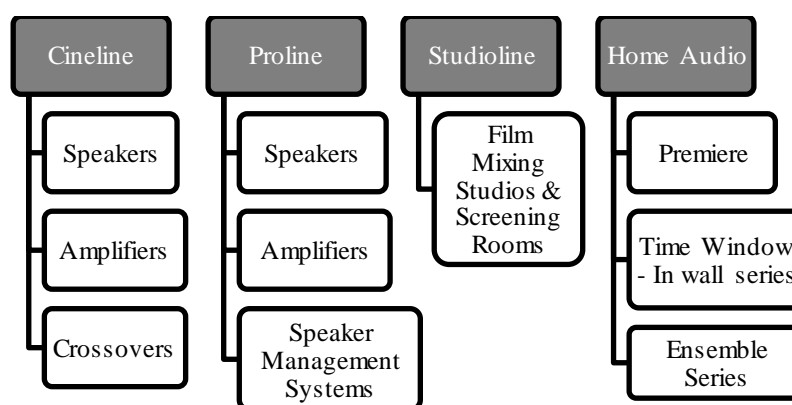 Cineline
Speakers
Amplifiers
Crossovers
Proline
Speakers
Amplifiers
Speaker
Management
Systems
Studioline
Film
Mixing
Studios &
Screening
Rooms
Home Audio
Premiere
Time Window
- In wall series
Ensemble
Series